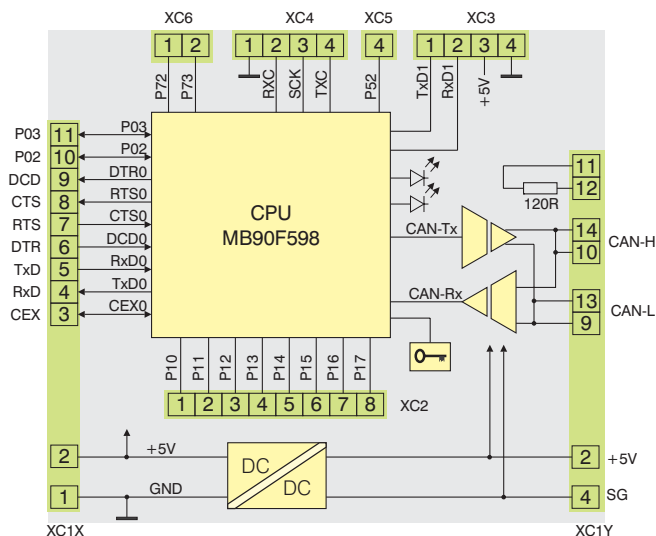 XC6 XC4 XC5 XC3
1 2 1 2 3 4 4 1 2 3 4
P72 P73 RXC SCK TXC P52 TxD1 RxD1 +5V
P03 11 P03
P02 10 P02
DCD 9 DTR0
CTS 8 RTS0
RTS 7 CTS0
DTR 6 DCD0
TxD 5 RxD0
RxD 4 TxD0
CEX 3 CEX0
CPU
MB90F598
11
12
120R
CAN-Tx 14 CAN-H
10
CAN-Rx 13 CAN-L
9
P10 P11 P12 P13 P14 P15 P16 P17
1 2 3 4 5 6 7 8 XC2
2 +5V DC 2 +5V
1 GND DC 4 SG
XC1X XC1Y